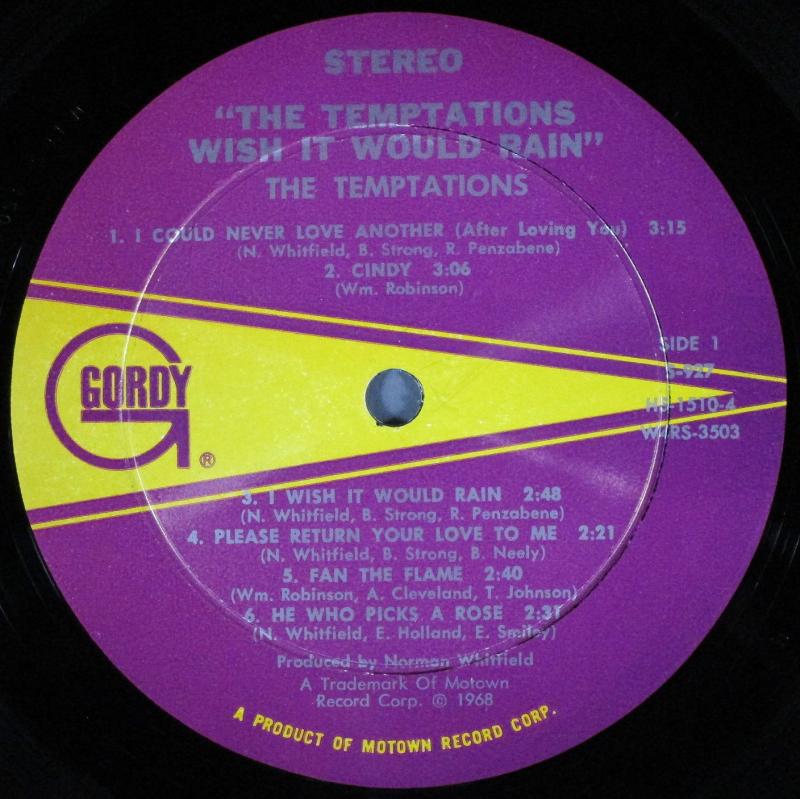 STEREO
"THE TEMPTATIONS
WISH IT WOULD RAIN"
THE TEMPTATIONS
1. I COULD NEVER LOVE ANOTHER (After Loving You) 3:15
(N. Whitfield, B. Strong, R. Penzabene)
2. CINDY 3:06
(Wm. Robinson)
GORDY
®
SIDE 1
S-927
HS-1510-4
W4RS-3503
3. I WISH IT WOULD RAIN 2:48
(N. Whitfield, B. Strong, R. Penzabene)
4. PLEASE RETURN YOUR LOVE TO ME 2:21
(N. Whitfield, B. Strong, B. Neely)
5. FAN THE FLAME 2:40
(Wm. Robinson, A. Cleveland, T. Johnson)
6. HE WHO PICKS A ROSE
(N. Whitfield, E. Holland, E. Smiley)
Produced by Norman Whitfield
A Trademark Of Motown
Record Corp. © 1968
A PRODUCT OF MOTOWN RECORD CORP.